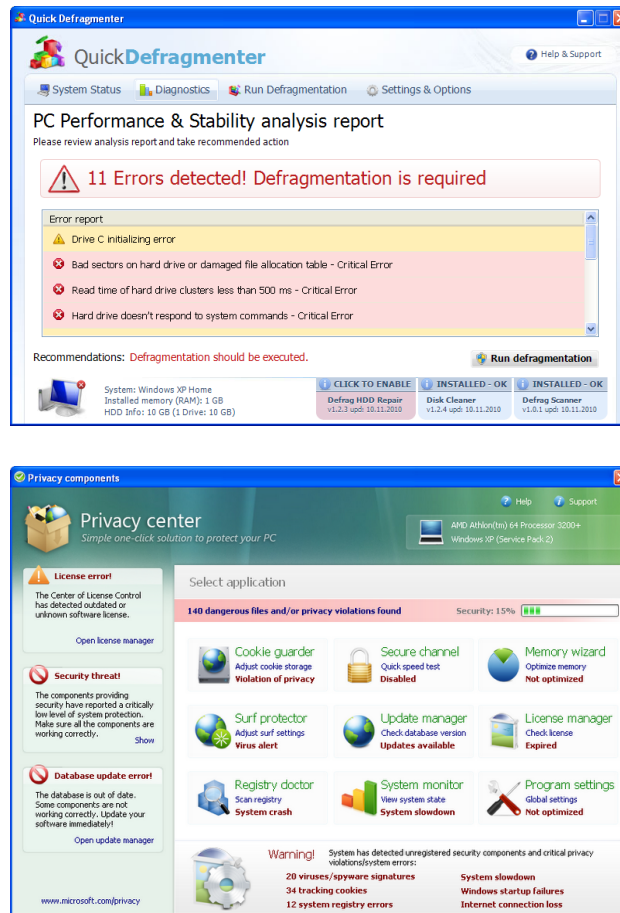 Quick Defragmenter
QuickDefragmenter
Help & Support
System Status
Diagnostics
Run Defragmentation
Settings & Options
PC Performance & Stability analysis report
Please review analysis report and take recommended action
11 Errors detected! Defragmentation is required
Error report
Drive C initializing error
Bad sectors on hard drive or damaged file allocation table - Critical Error
Read time of hard drive clusters less than 500 ms - Critical Error
Hard drive doesn't respond to system commands - Critical Error
Recommendations: Defragmentation should be executed.
Run defragmentation
System: Windows XP Home
Installed memory (RAM): 1 GB
HDD Info: 10 GB (1 Drive: 10 GB)
CLICK TO ENABLE
Defrag HDD Repair
v1.2.3 upd: 10.11.2010
INSTALLED - OK
Disk Cleaner
v1.2.4 upd: 10.11.2010
INSTALLED - OK
Defrag Scanner
v1.0.1 upd: 10.11.2010
Privacy components
Help
Support
Privacy center
Simple one-click solution to protect your PC
AMD Athlon(tm) 64 Processor 3200+
Windows XP (Service Pack 2)
License error!
The Center of License Control
has detected outdated or
unknown software license.
Open license manager
Security threat!
The components providing
security have reported a critically
low level of system protection.
Make sure all the components are
working correctly.
Show
Database update error!
The database is out of date.
Some components are not
working correctly. Update your
software immediately!
Open update manager
www.microsoft.com/privacy
Select application
140 dangerous files and/or privacy violations found
Security: 15%
Cookie guarder
Adjust cookie storage
Violation of privacy
Secure channel
Quick speed test
Disabled
Memory wizard
Optimize memory
Not optimized
Surf protector
Adjust surf settings
Virus alert
Update manager
Check database version
Updates available
License manager
Check license
Expired
Registry doctor
Scan registry
System crash
System monitor
View system state
System slowdown
Program settings
Global settings
Not optimized
Warning!
System has detected unregistered security components and critical privacy
violations/system errors:
20 viruses/spyware signatures
34 tracking cookies
12 system registry errors
System slowdown
Windows startup failures
Internet connection loss